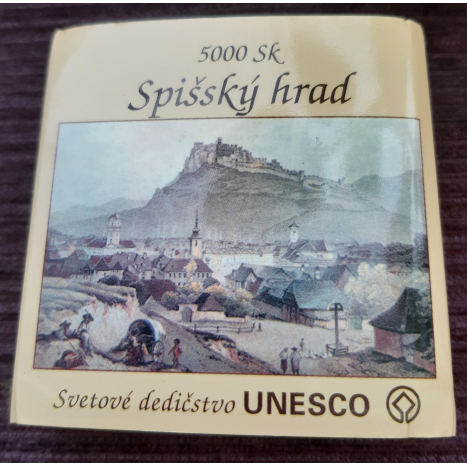 5000 Sk
Spišský hrad
Svetové dedičstvo UNESCO